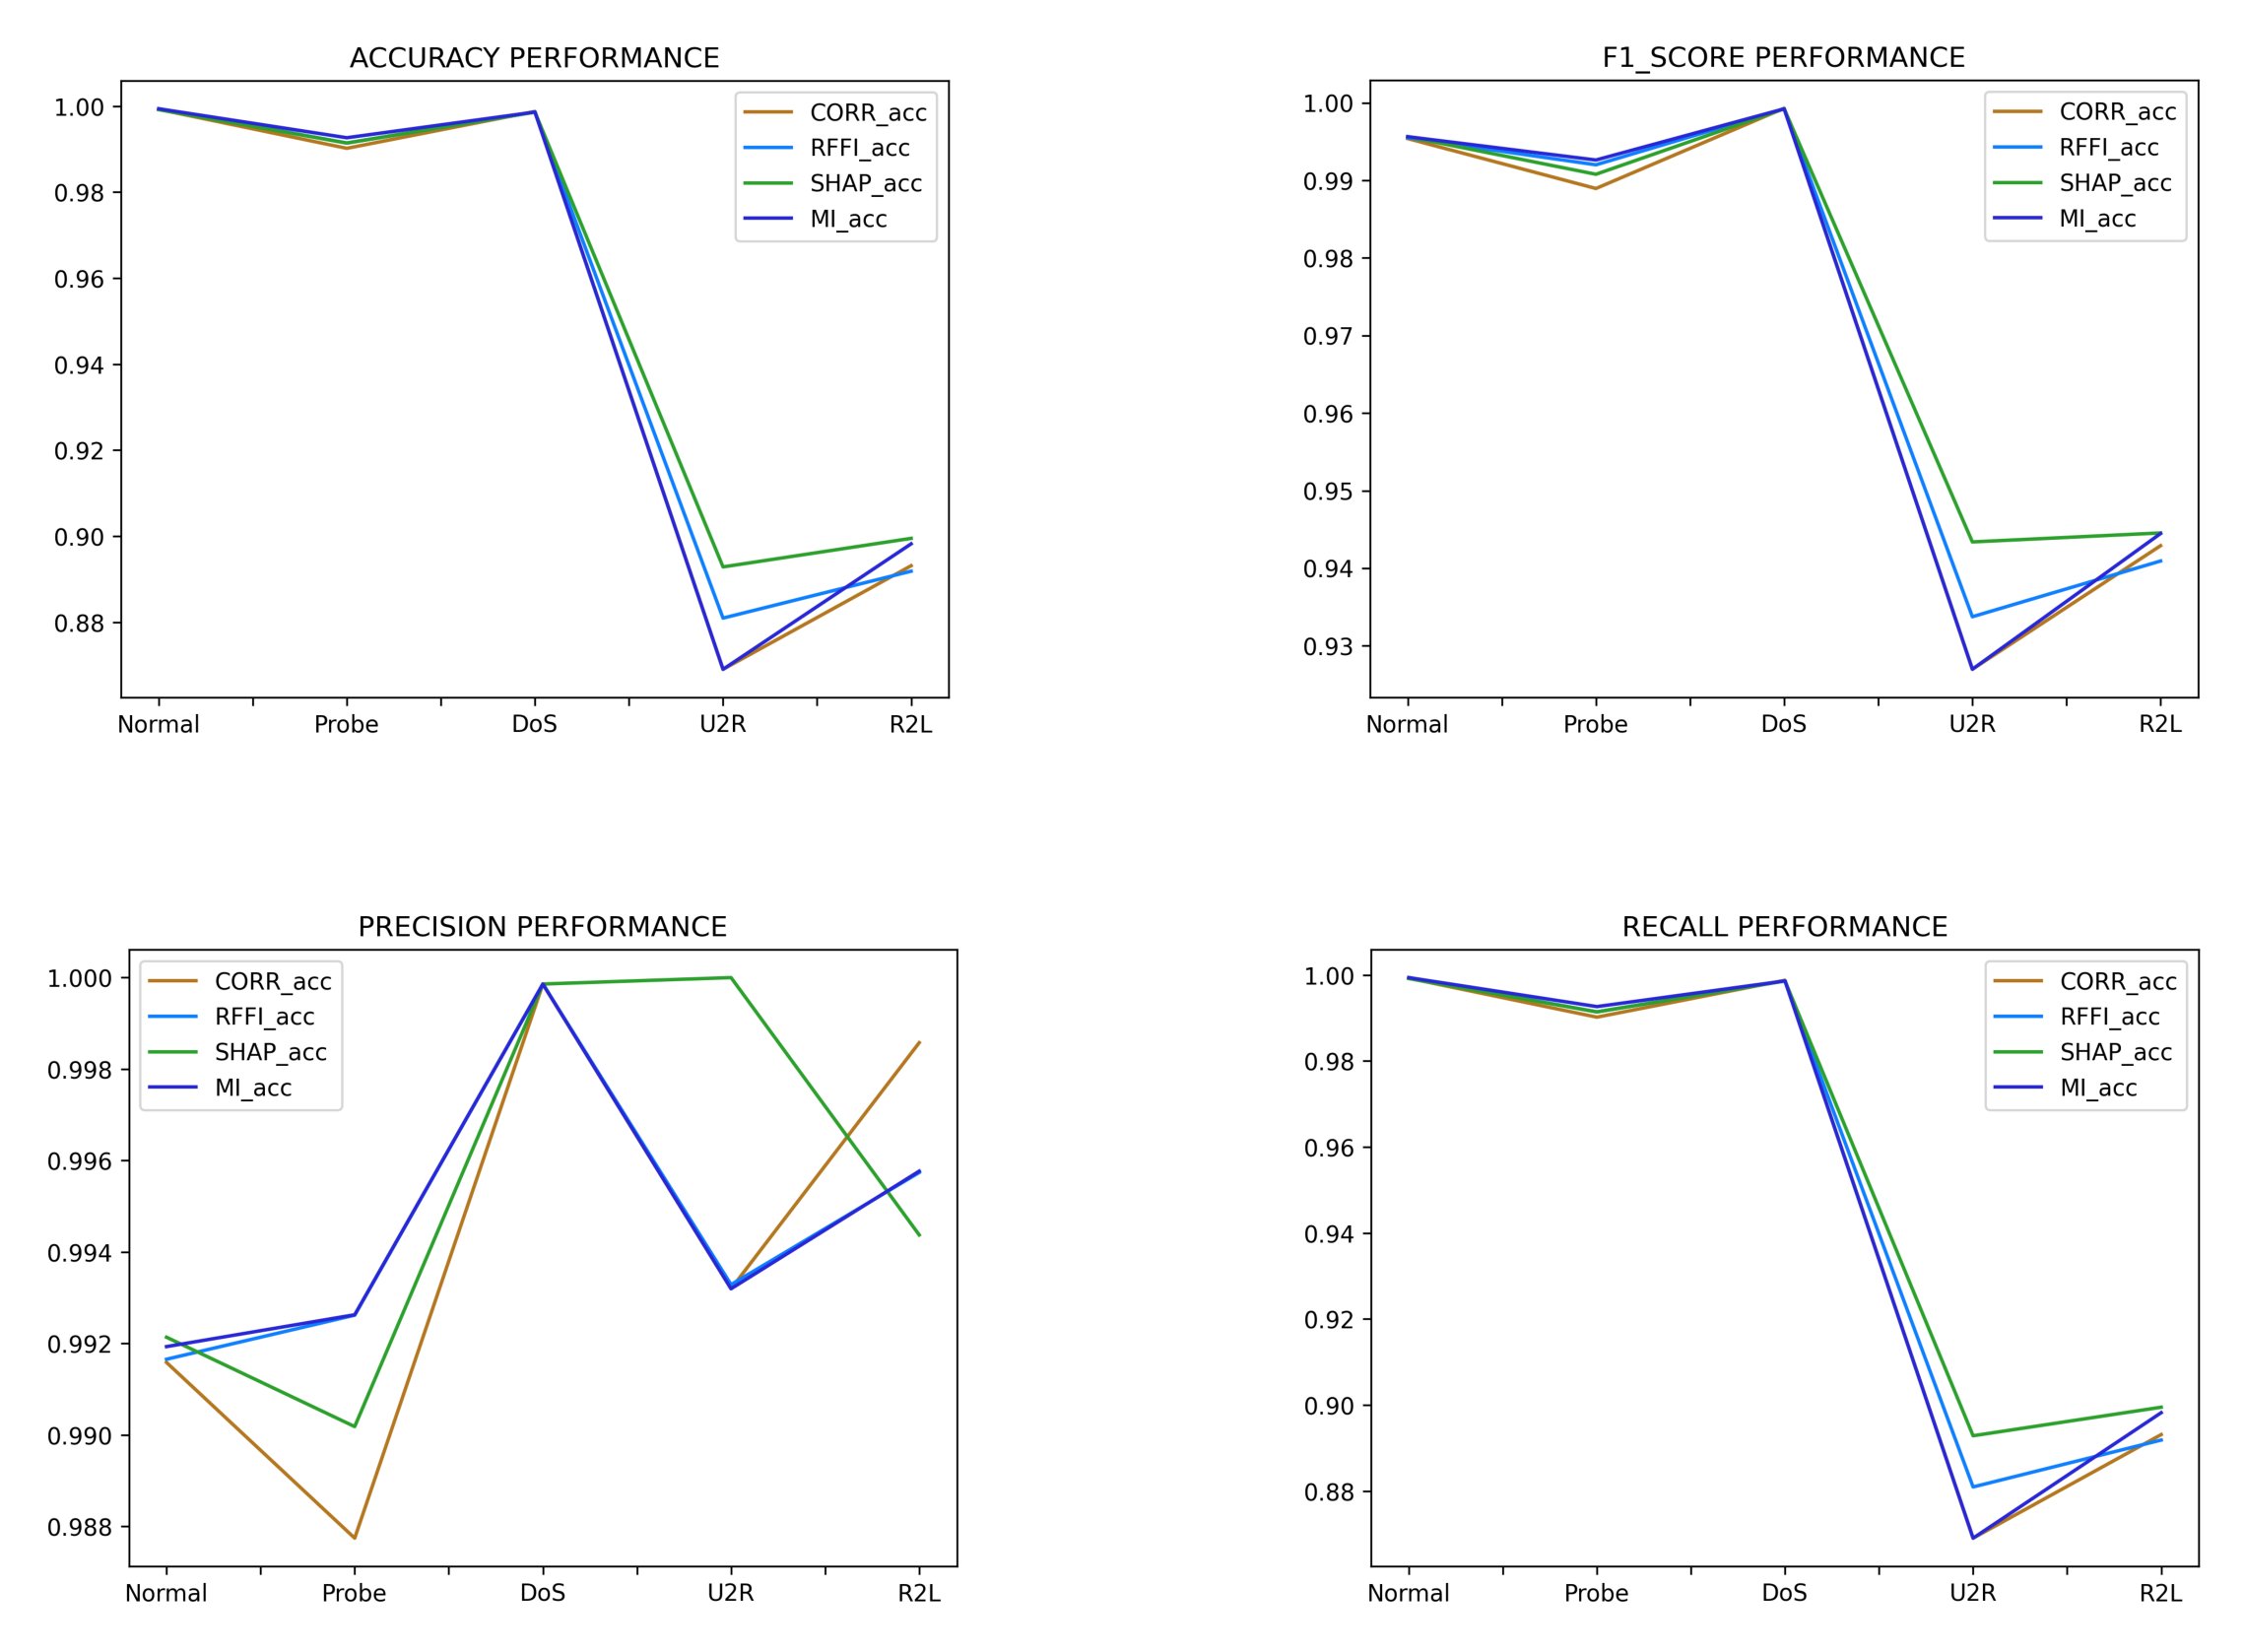 ACCURACY PERFORMANCE
1.00
0.98
0.96
0.94
0.92
0.90
0.88
CORR_acc
RFFI_acc
SHAP_acc
MI_acc
Normal Probe DoS U2R R2L
F1_SCORE PERFORMANCE
1.00
0.99
0.98
0.97
0.96
0.95
0.94
0.93
CORR_acc
RFFI_acc
SHAP_acc
MI_acc
Normal Probe DoS U2R R2L
PRECISION PERFORMANCE
1.000
0.998
0.996
0.994
0.992
0.990
0.988
CORR_acc
RFFI_acc
SHAP_acc
MI_acc
Normal Probe DoS U2R R2L
RECALL PERFORMANCE
1.00
0.98
0.96
0.94
0.92
0.90
0.88
CORR_acc
RFFI_acc
SHAP_acc
MI_acc
Normal Probe DoS U2R R2L